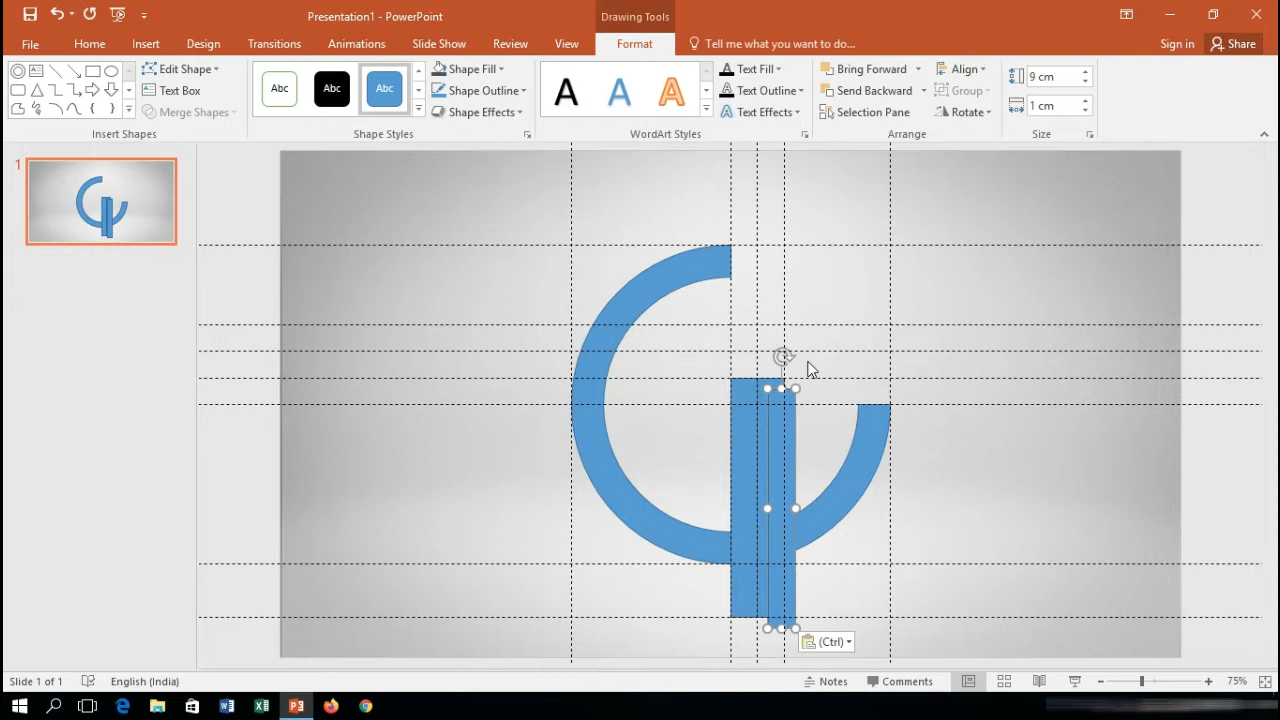 Presentation1 - PowerPoint
Drawing Tools
File
Home
Insert
Design
Transitions
Animations
Slide Show
Review
View
Format
Tell me what you want to do...
Sign in
Share
Edit Shape
Text Box
Merge Shapes
Insert Shapes
Abc
Abc
Abc
Shape Fill
Shape Outline
Shape Effects
Shape Styles
A
A
A
Text Fill
Text Outline
Text Effects
WordArt Styles
Bring Forward
Send Backward
Selection Pane
Align
Group
Rotate
Arrange
9 cm
1 cm
Size
1
(Ctrl)
Slide 1 of 1
English (India)
Notes
Comments
75%